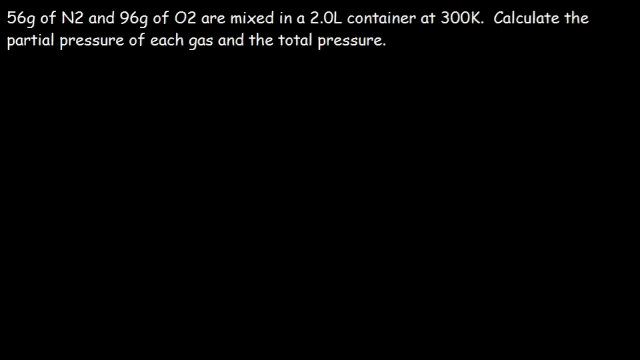 56g of N2 and 96g of O2 are mixed in a 2.0L container at 300K.  Calculate the
partial pressure of each gas and the total pressure.